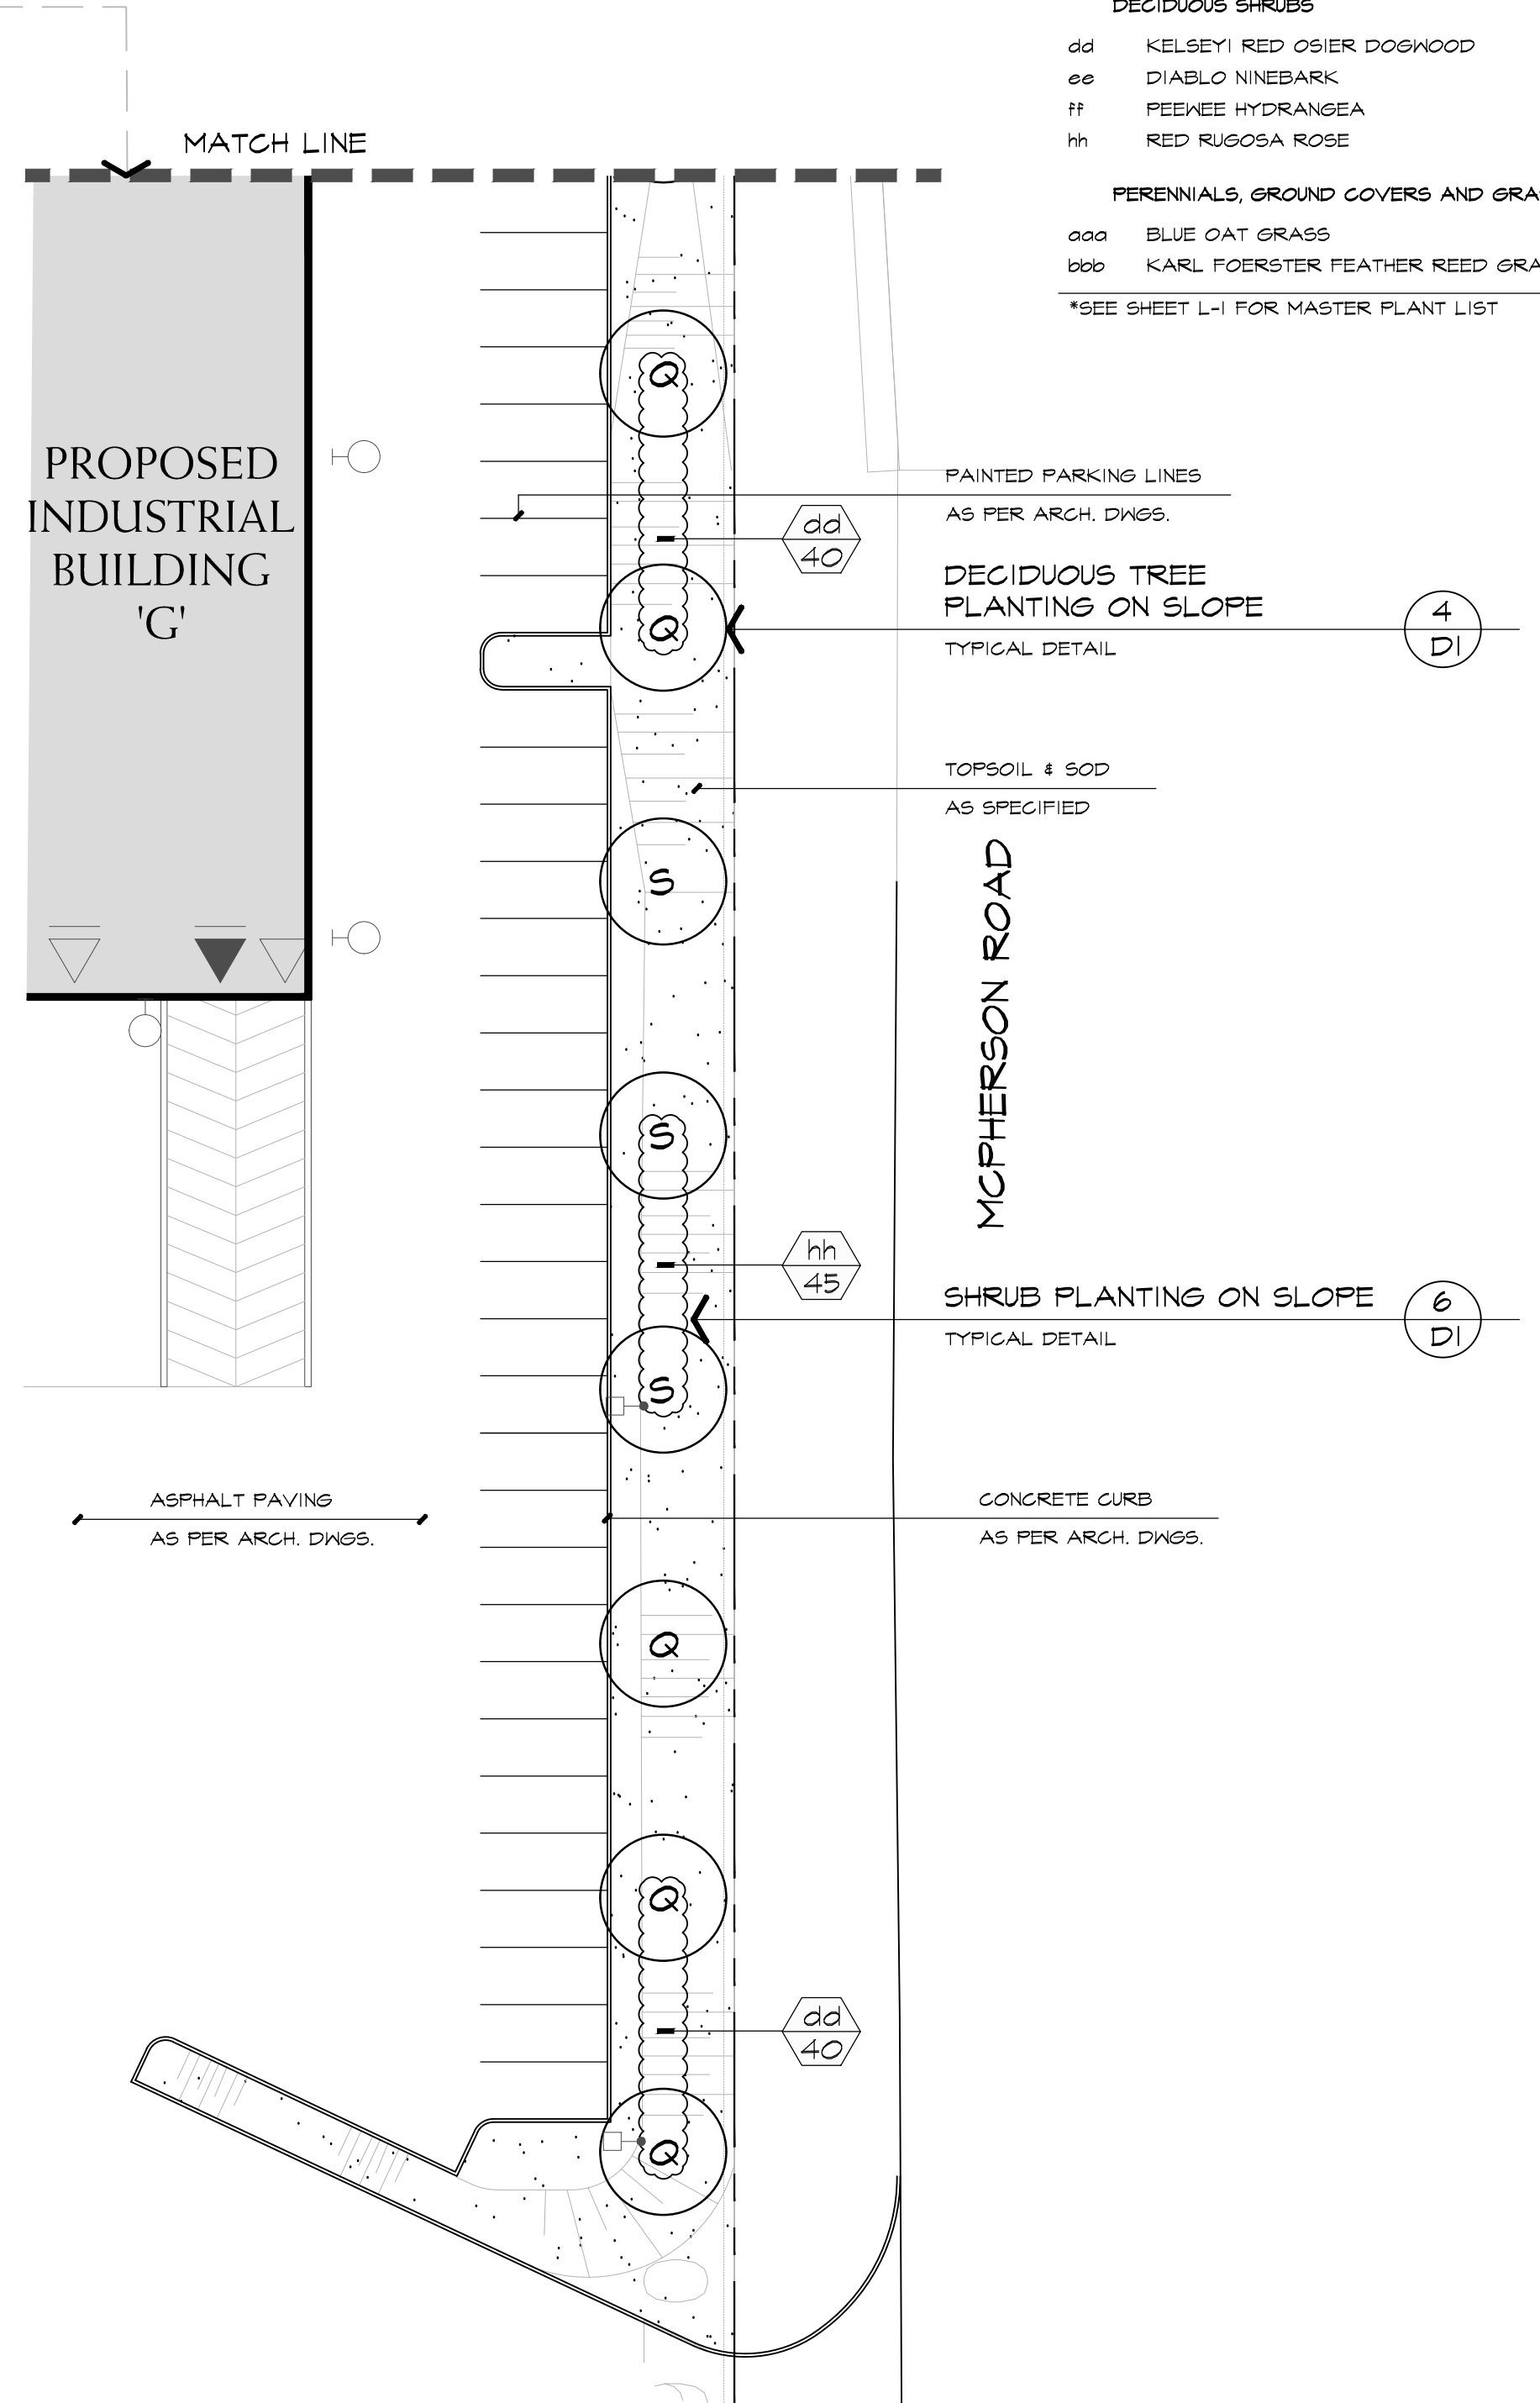 DECIDUOUS SHRUBS
dd KELSEYI RED OSIER DOGWOOD
ee DIABLO NINEBARK
ff PEEWEE HYDRANGEA
hh RED RUGOSA ROSE
PERENNIALS, GROUND COVERS AND
aaa BLUE OAT GRASS
bbb KARL FOERSTER FEATHER REED
*SEE SHEET L-1 FOR MASTER PLANT LIST
MATCH LINE
PROPOSED
INDUSTRIAL
BUILDING
'G'
Q
PAINTED PARKING LINES
AS PER ARCH. DWGS.
dd
40
DECIDUOUS TREE
PLANTING ON SLOPE
TYPICAL DETAIL
4
D1
Q
TOPSOIL & SOD
AS SPECIFIED
S
MCPHERSON ROAD
S
hh
45
SHRUB PLANTING ON SLOPE
TYPICAL DETAIL
6
D1
S
ASPHALT PAVING
AS PER ARCH. DWGS.
CONCRETE CURB
AS PER ARCH. DWGS.
Q
Q
dd
40
Q